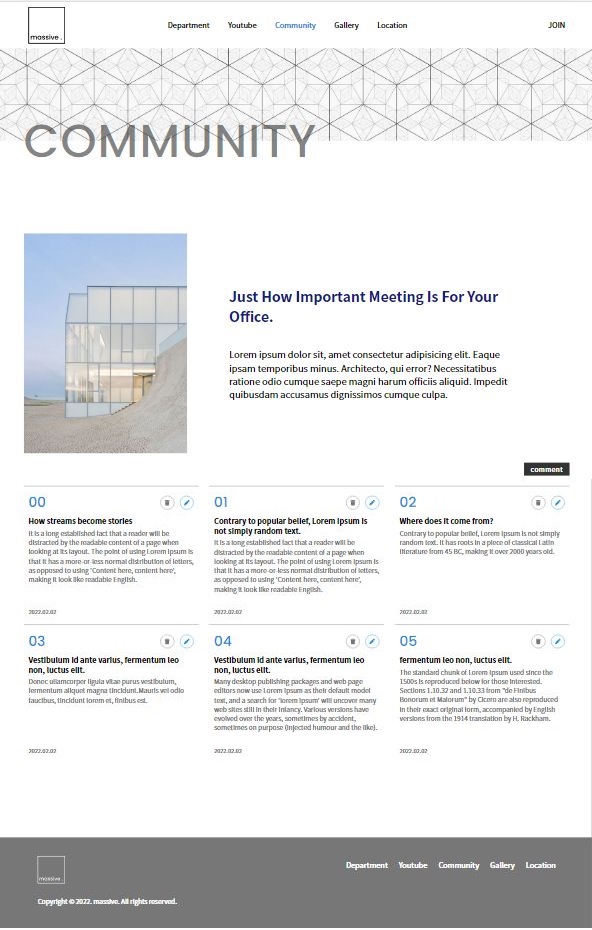 massive.
Department Youtube Community Gallery Location
JOIN
COMMUNITY
Just How Important Meeting Is For Your
Office.
Lorem ipsum dolor sit, amet consectetur adipisicing elit. Eaque
ipsam temporibus minus. Architecto, qui error? Necessitatibus
ratione odio cumque saepe magni harum officiis aliquid. Impedit
quibusdam accusamus dignissimos cumque culpa.
comment
00
How streams become stories
It is a long established fact that a reader will be
distracted by the readable content of a page when
looking at its layout. The point of using Lorem Ipsum is
that it has a more-or-less normal distribution of letters,
as opposed to using 'Content here, content here',
making it look like readable English.
2022.02.02
01
Contrary to popular belief, Lorem Ipsum is
not simply random text.
It is a long established fact that a reader will be
distracted by the readable content of a page when
looking at its layout. The point of using Lorem Ipsum is
that it has a more-or-less normal distribution of letters,
as opposed to using 'Content here, content here',
making it look like readable English.
2022.02.02
02
Where does it come from?
Contrary to popular belief, Lorem Ipsum is not simply
random text. It has roots in a piece of classical Latin
literature from 45 BC, making it over 2000 years old.
2022.02.02
03
Vestibulum id ante varius, fermentum leo
non, luctus elit.
Donec ullamcorper ligula vitae purus vestibulum,
fermentum aliquet magna tincidunt.Mauris vel odio
faucibus, tincidunt lorem et, finibus est.
2022.02.02
04
Vestibulum id ante varius, fermentum leo
non, luctus elit.
Many desktop publishing packages and web page
editors now use Lorem Ipsum as their default model
text, and a search for 'lorem ipsum' will uncover many
web sites still in their infancy. Various versions have
evolved over the years, sometimes by accident,
sometimes on purpose (injected humour and the like).
2022.02.02
05
fermentum leo non, luctus elit.
The standard chunk of Lorem Ipsum used since the
1500s is reproduced below for those interested.
Sections 1.10.32 and 1.10.33 from "de Finibus
Bonorum et Malorum" by Cicero are also reproduced
in their exact original form, accompanied by English
versions from the 1914 translation by H. Rackham.
2022.02.02
massive.
Department Youtube Community Gallery Location
Copyright © 2022. massive. All rights reserved.